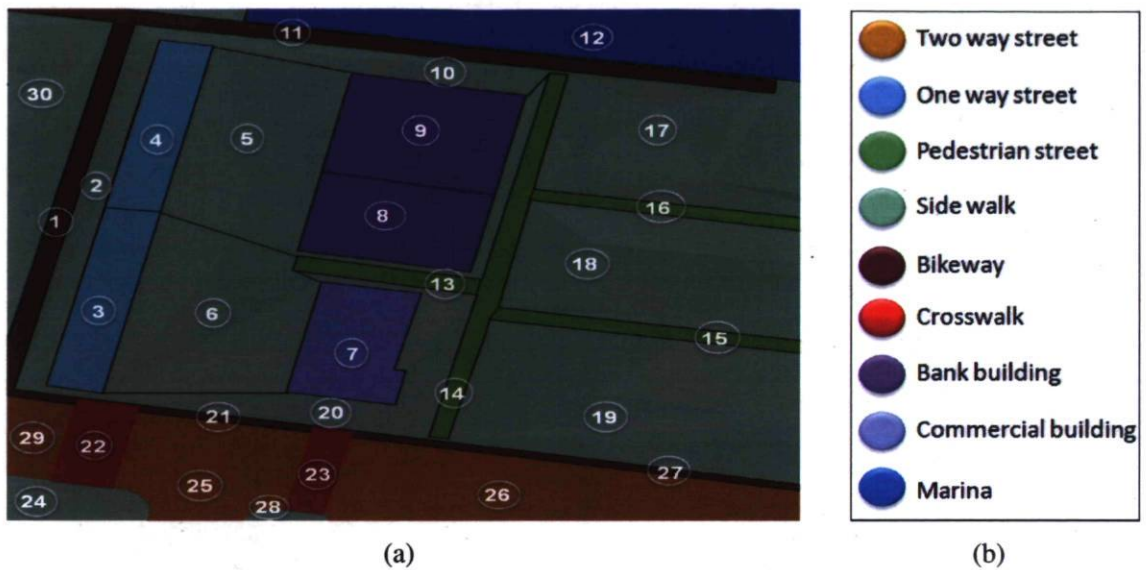 11
12
10
30
4
9
17
5
2
8
16
1
18
13
3
6
15
7
14
20
21
19
29
22
23
27
25
26
24
28
(a)
Two way street
One way street
Pedestrian street
Side walk
Bikeway
Crosswalk
Bank building
Commercial building
Marina
(b)